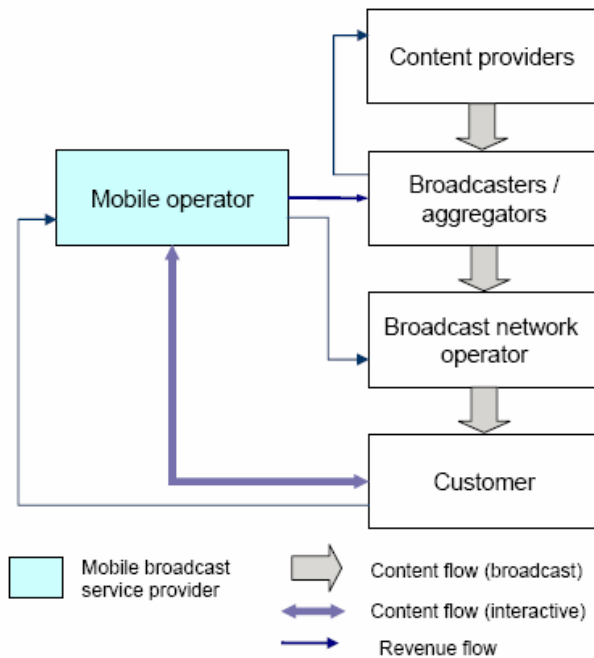 Content providers
Mobile operator
Broadcasters /
aggregators
Broadcast network
operator
Customer
Mobile broadcast
service provider
Content flow (broadcast)
Content flow (interactive)
Revenue flow